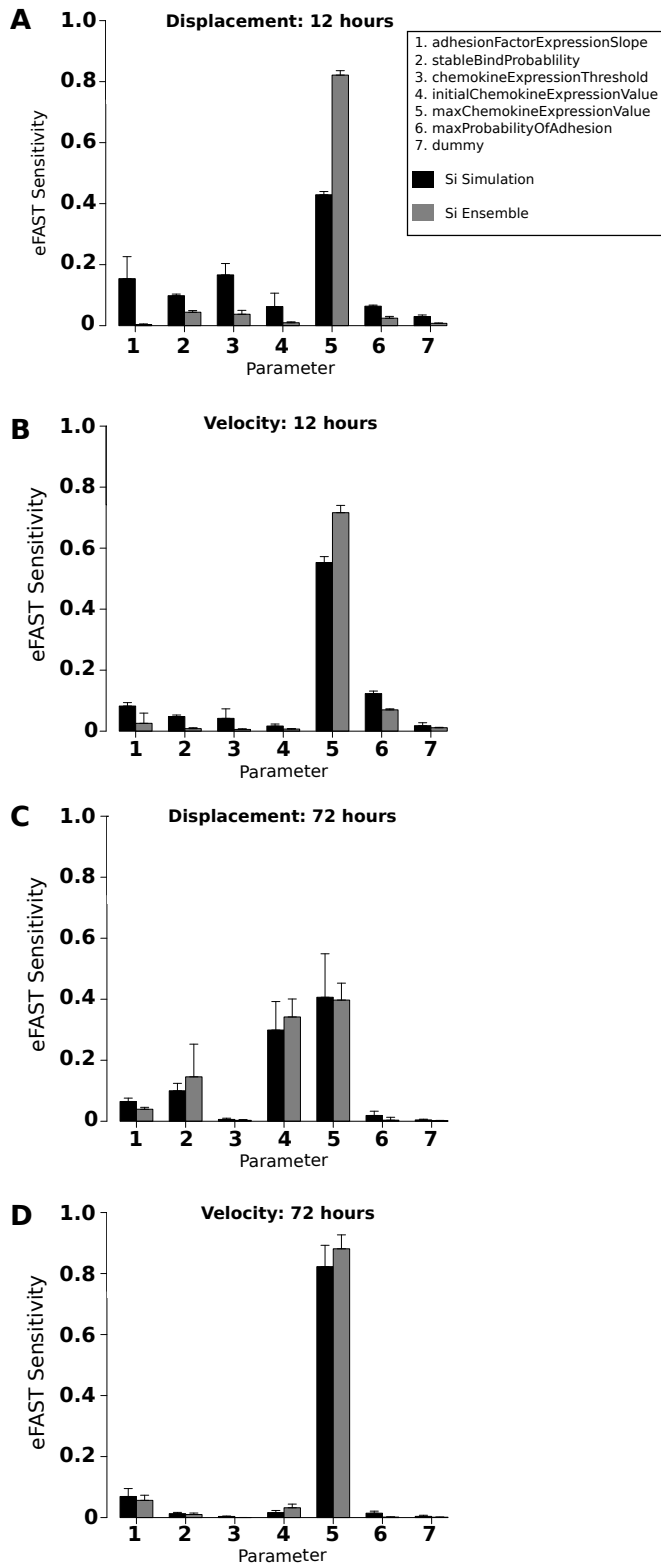 A
Displacement: 12 hours
1.0
0.8
0.6
0.4
0.2
0
eFAST Sensitivity
1 2 3 4 5 6 7
Parameter
1. adhesionFactorExpressionSlope
2. stableBindProbablility
3. chemokineExpressionThreshold
4. initialChemokineExpressionValue
5. maxChemokineExpressionValue
6. maxProbabilityOfAdhesion
7. dummy
Si Simulation
Si Ensemble
B
Velocity: 12 hours
1.0
0.8
0.6
0.4
0.2
0
eFAST Sensitivity
1 2 3 4 5 6 7
Parameter
C
Displacement: 72 hours
1.0
0.8
0.6
0.4
0.2
0
eFAST Sensitivity
1 2 3 4 5 6 7
Parameter
D
Velocity: 72 hours
1.0
0.8
0.6
0.4
0.2
0
eFAST Sensitivity
1 2 3 4 5 6 7
Parameter